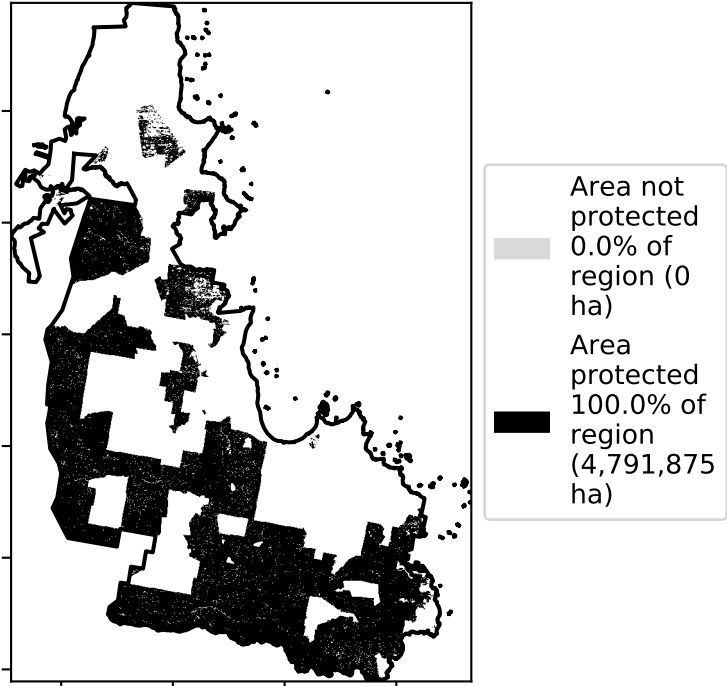 Area not
protected
0.0% of
region (0
ha)
Area
protected
100.0% of
region
(4,791,875
ha)